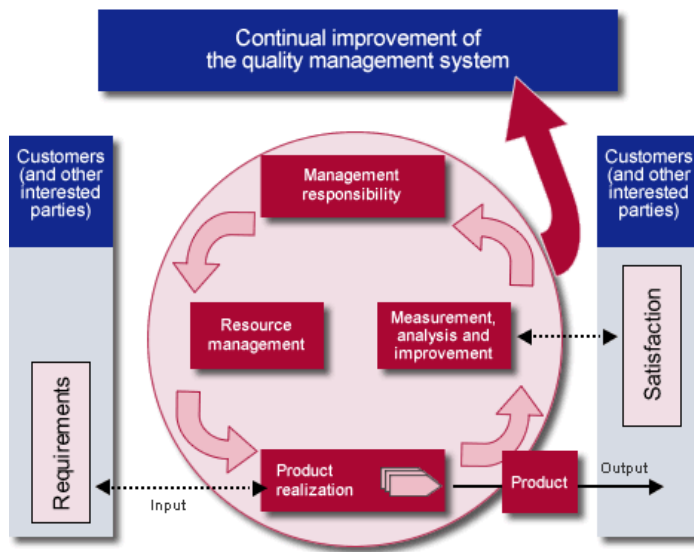 Continual improvement of
the quality management system
Customers
(and other
interested
parties)
Customers
(and other
interested
parties)
Management
responsibility
Resource
management
Measurement,
analysis and
improvement
Satisfaction
Requirements
Product
realization
Product
Input
Output